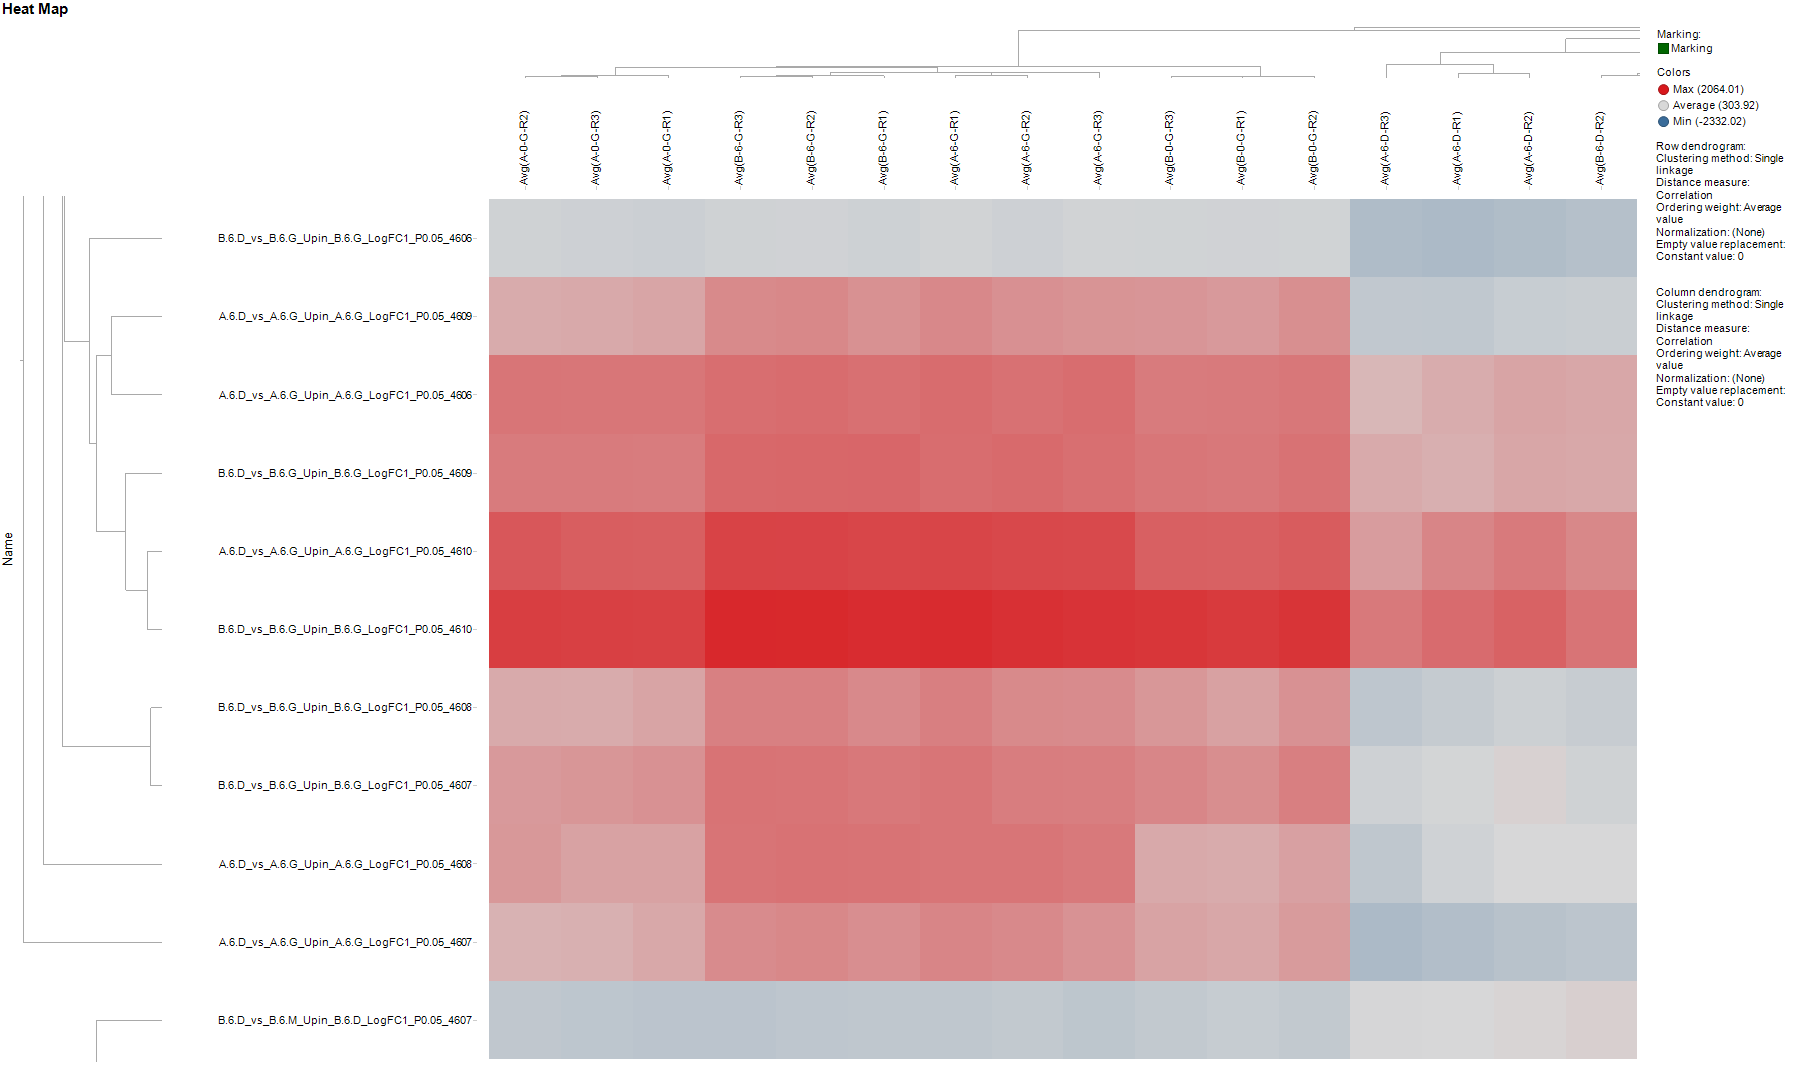 Heat Map
Marking:
Marking
Colors
Max (2064.01)
Average (303.92)
Min (-2332.02)
Row dendrogram:
Clustering method: Single
linkage
Distance measure:
Correlation
Ordering weight: Average
value
Normalization: (None)
Empty value replacement:
Constant value: 0
Column dendrogram:
Clustering method: Single
linkage
Distance measure:
Correlation
Ordering weight: Average
value
Normalization: (None)
Empty value replacement:
Constant value: 0
Avg(A-0-G-R2)
Avg(A-0-G-R3)
Avg(A-0-G-R1)
Avg(B-6-G-R3)
Avg(B-6-G-R2)
Avg(B-6-G-R1)
Avg(A-6-G-R1)
Avg(A-6-G-R2)
Avg(A-6-G-R3)
Avg(B-0-G-R3)
Avg(B-0-G-R1)
Avg(B-0-G-R2)
Avg(A-6-D-R3)
Avg(A-6-D-R1)
Avg(A-6-D-R2)
Avg(B-6-D-R2)
Name
B.6.D_vs_B.6.G_Upin_B.6.G_LogFC1_P0.05_4606
A.6.D_vs_A.6.G_Upin_A.6.G_LogFC1_P0.05_4609
A.6.D_vs_A.6.G_Upin_A.6.G_LogFC1_P0.05_4606
B.6.D_vs_B.6.G_Upin_B.6.G_LogFC1_P0.05_4609
A.6.D_vs_A.6.G_Upin_A.6.G_LogFC1_P0.05_4610
B.6.D_vs_B.6.G_Upin_B.6.G_LogFC1_P0.05_4610
B.6.D_vs_B.6.G_Upin_B.6.G_LogFC1_P0.05_4608
B.6.D_vs_B.6.G_Upin_B.6.G_LogFC1_P0.05_4607
A.6.D_vs_A.6.G_Upin_A.6.G_LogFC1_P0.05_4608
A.6.D_vs_A.6.G_Upin_A.6.G_LogFC1_P0.05_4607
B.6.D_vs_B.6.M_Upin_B.6.D_LogFC1_P0.05_4607